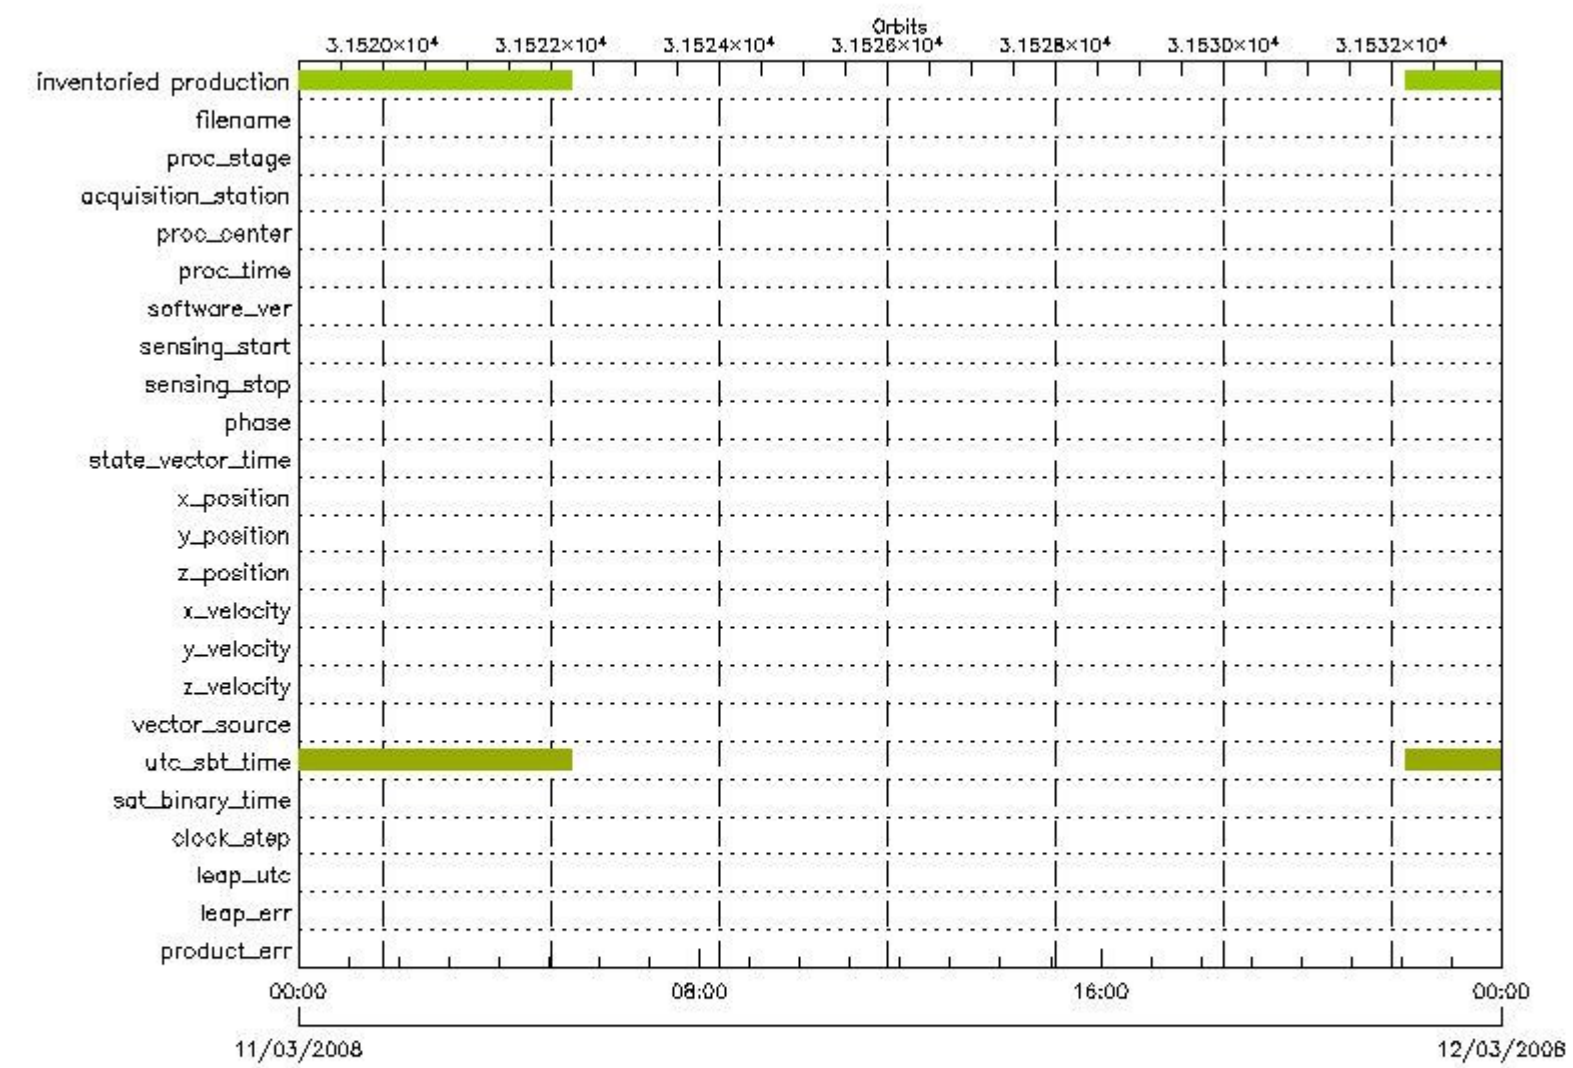 Orbits
3.1520×10⁴ 3.1522×10⁴ 3.1524×10⁴ 3.1526×10⁴ 3.1528×10⁴ 3.1530×10⁴ 3.1532×10⁴
inventoried production
filename
proc_stage
acquisition_station
proc_center
proc_time
software_ver
sensing_start
sensing_stop
phase
state_vector_time
x_position
y_position
z_position
x_velocity
y_velocity
z_velocity
vector_source
utc_sbt_time
sat_binary_time
clock_step
leap_utc
leap_err
product_err
00:00 08:00 16:00 00:00
11/03/2008 12/03/2008